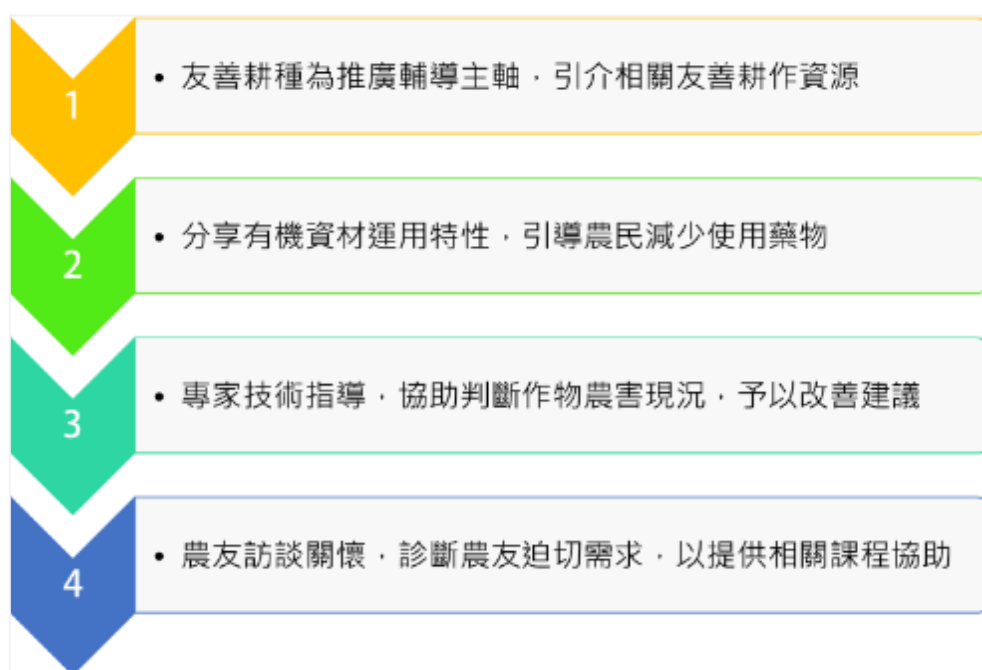 1
• 友善耕種為推廣輔導主軸，引介相關友善耕作資源
2
• 分享有機資材運用特性，引導農民減少使用藥物
3
• 專家技術指導，協助判斷作物農害現況，予以改善建議
4
• 農友訪談關懷，診斷農友迫切需求，以提供相關課程協助